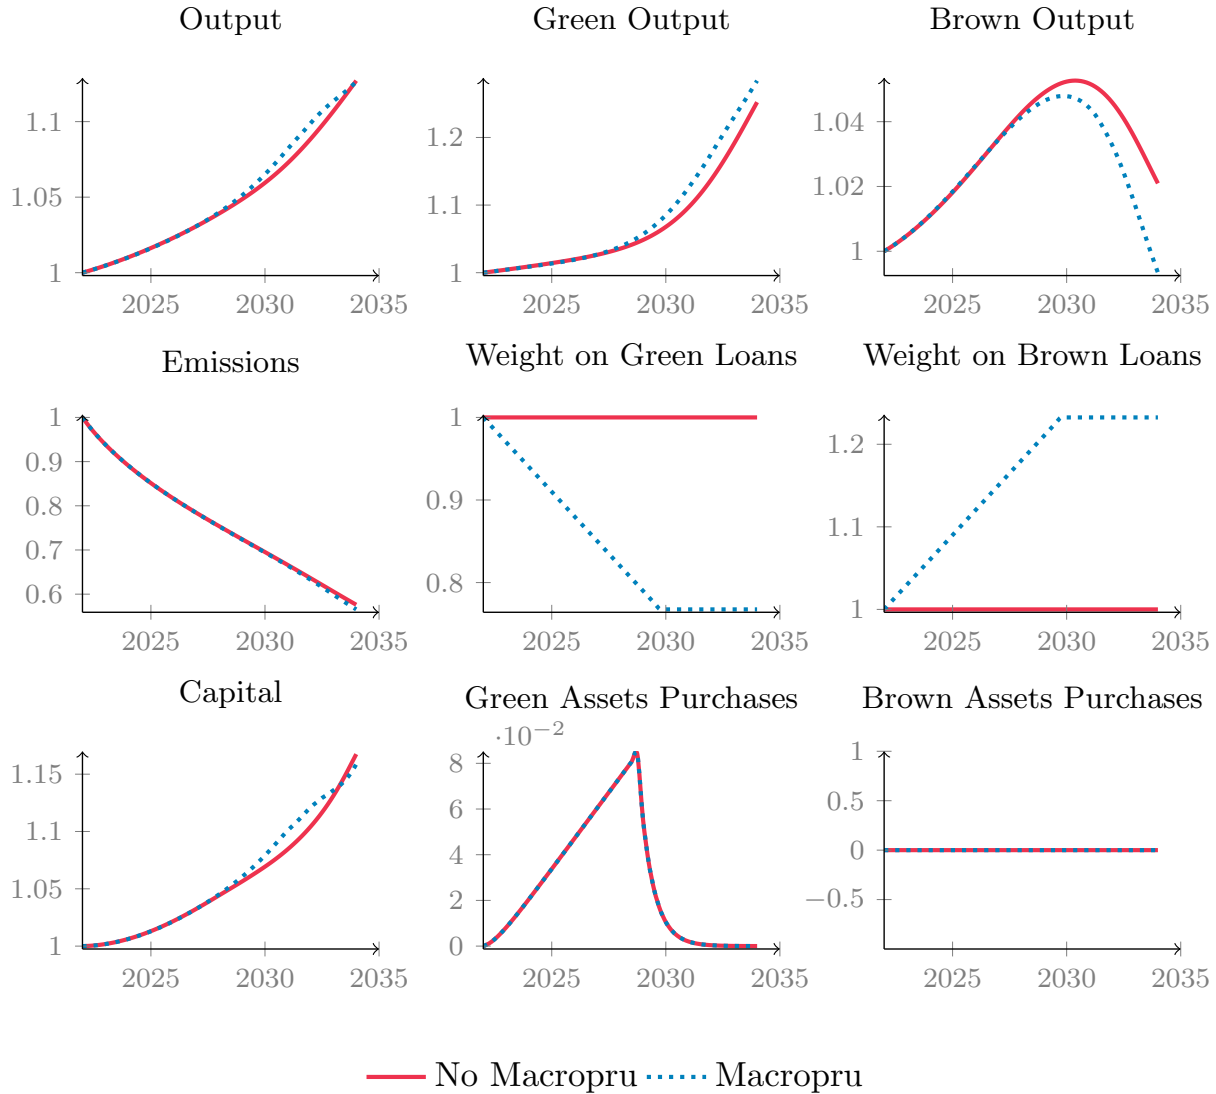 Output
Green Output
Brown Output
1.1
1.05
1
2025 2030 2035
1.2
1.1
1
2025 2030 2035
1.04
1.02
1
2025 2030 2035
Emissions
Weight on Green Loans
Weight on Brown Loans
1
0.9
0.8
0.7
0.6
2025 2030 2035
1
0.9
0.8
2025 2030 2035
1.2
1.1
1
2025 2030 2035
Capital
Green Assets Purchases
Brown Assets Purchases
1.15
1.1
1.05
1
2025 2030 2035
·10⁻²
8
6
4
2
0
2025 2030 2035
1
0.5
0
−0.5
2025 2030 2035
No Macropru Macropru